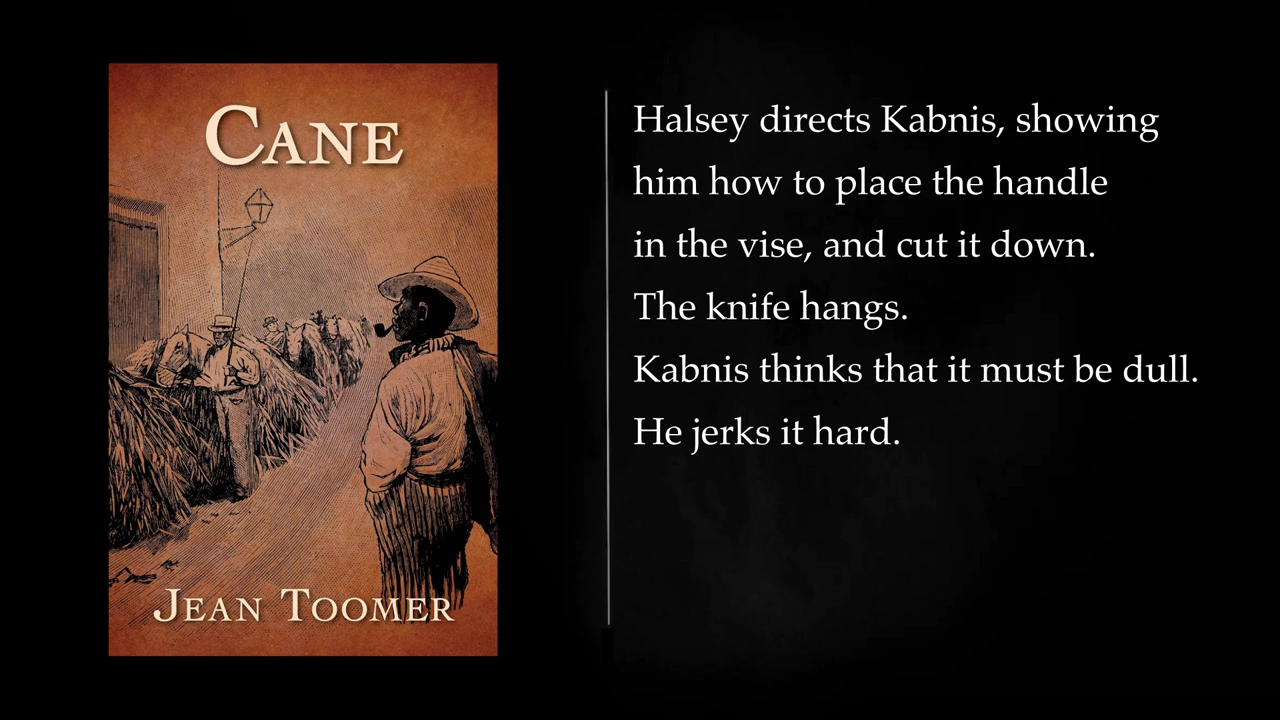 CANE
JEAN TOOMER
Halsey directs Kabnis, showing
him how to place the handle
in the vise, and cut it down.
The knife hangs.
Kabnis thinks that it must be dull.
He jerks it hard.